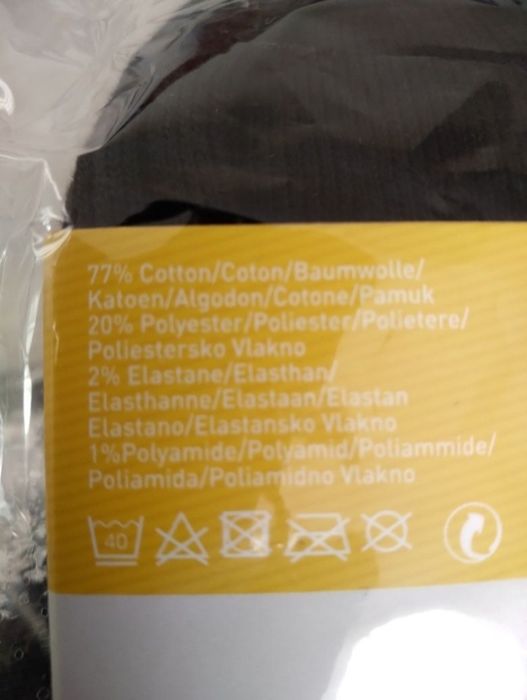 77% Cotton/Coton/Baumwolle/
Katoen/Algodon/Cotone/Pamuk
20% Polyester/Poliester/Polietere/
Poliestersko Vlakno
2% Elastane/Elasthan/
Elasthanne/Elastaan/Elastan
Elastano/Elastansko Vlakno
1%Polyamide/Polyamid/Poliammide/
Poliamida/Poliamidno Vlakno
40